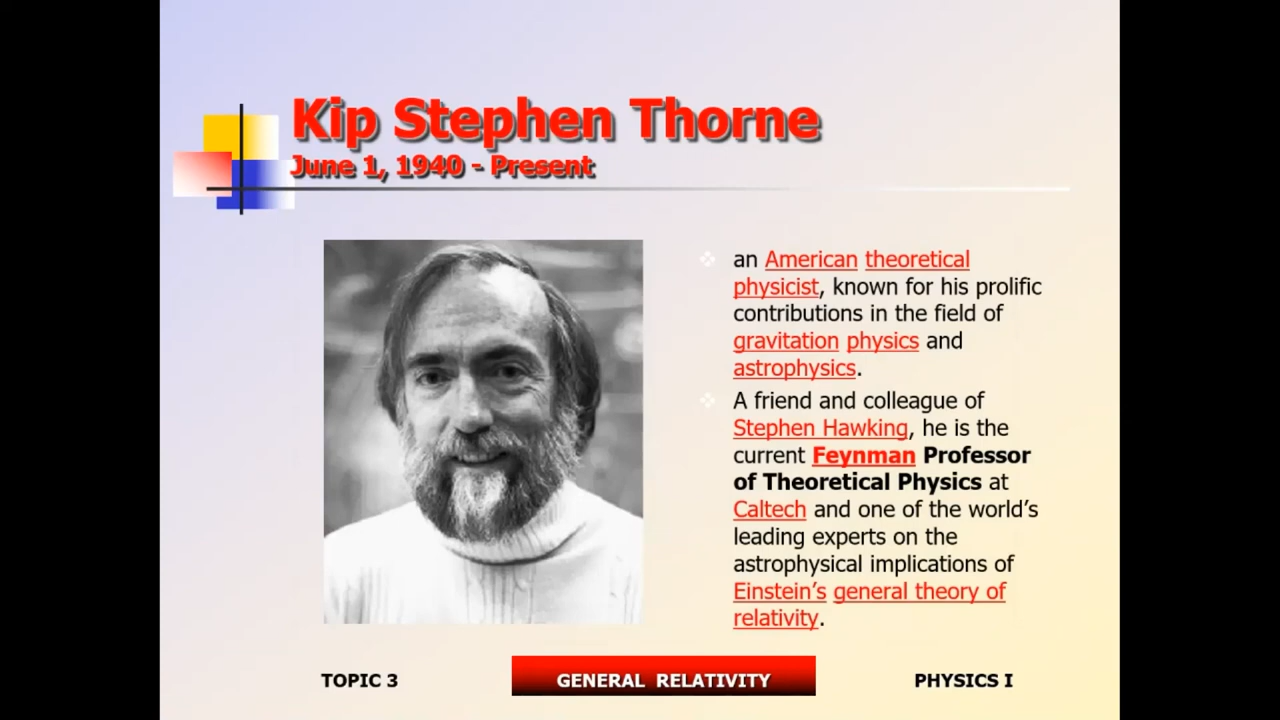 Kip Stephen Thorne
June 1, 1940 - Present
an American theoretical
physicist, known for his prolific
contributions in the field of
gravitation physics and
astrophysics.
A friend and colleague of
Stephen Hawking, he is the
current Feynman Professor
of Theoretical Physics at
Caltech and one of the world’s
leading experts on the
astrophysical implications of
Einstein’s general theory of
relativity.
TOPIC 3
GENERAL RELATIVITY
PHYSICS I